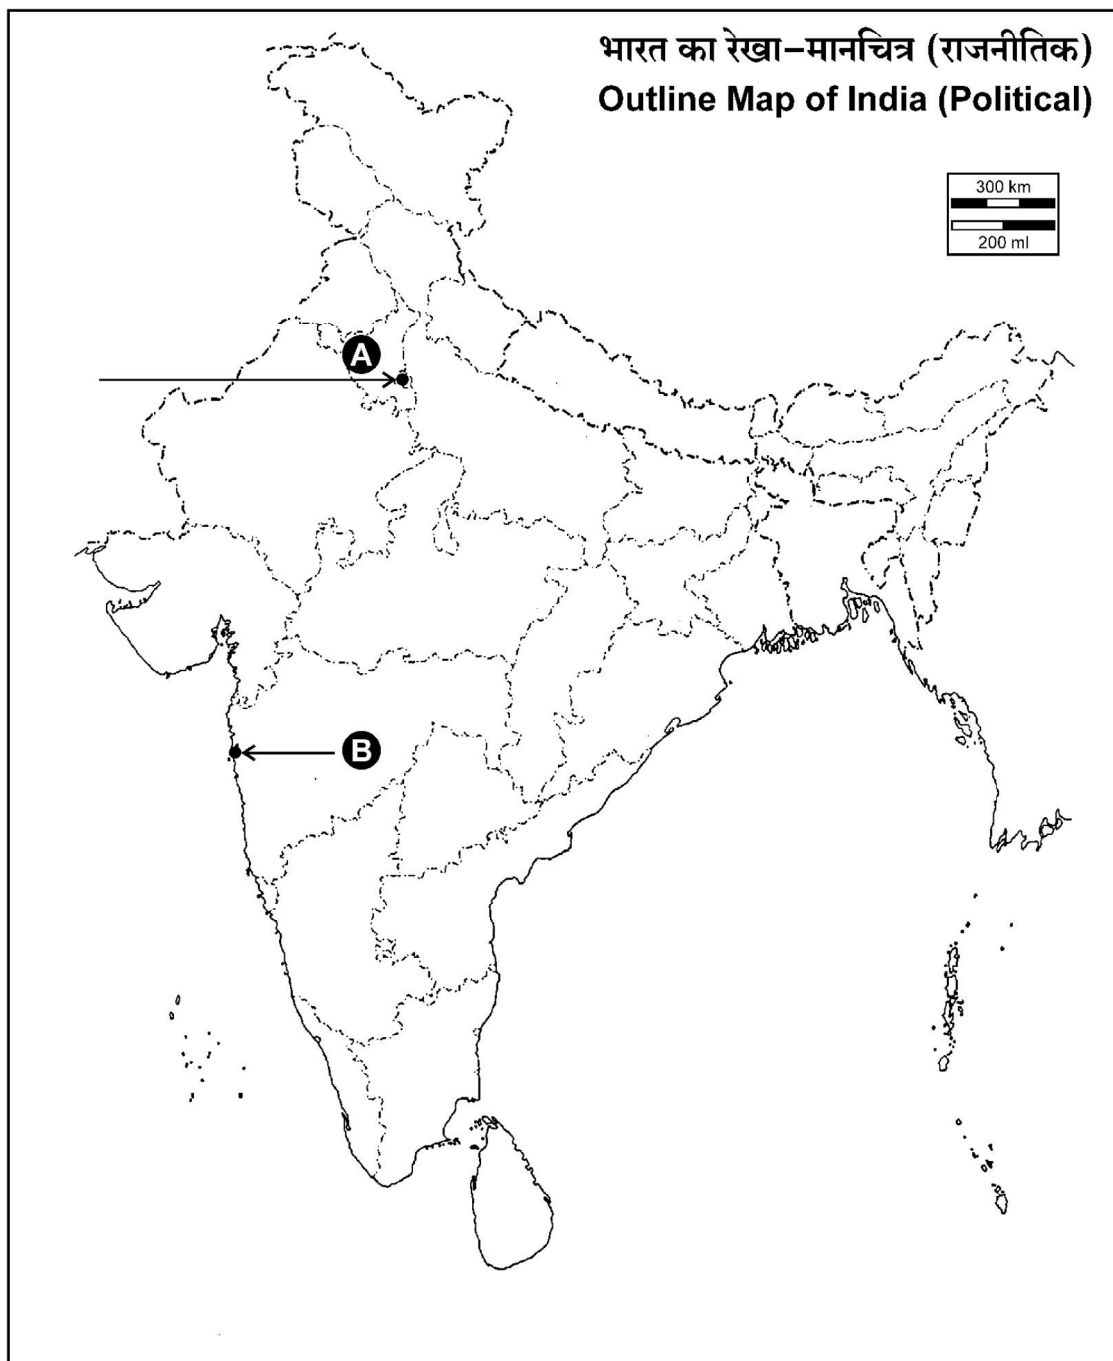 भारत का रेखा–मानचित्र (राजनीतिक)
Outline Map of India (Political)
300 km
200 ml
A
B